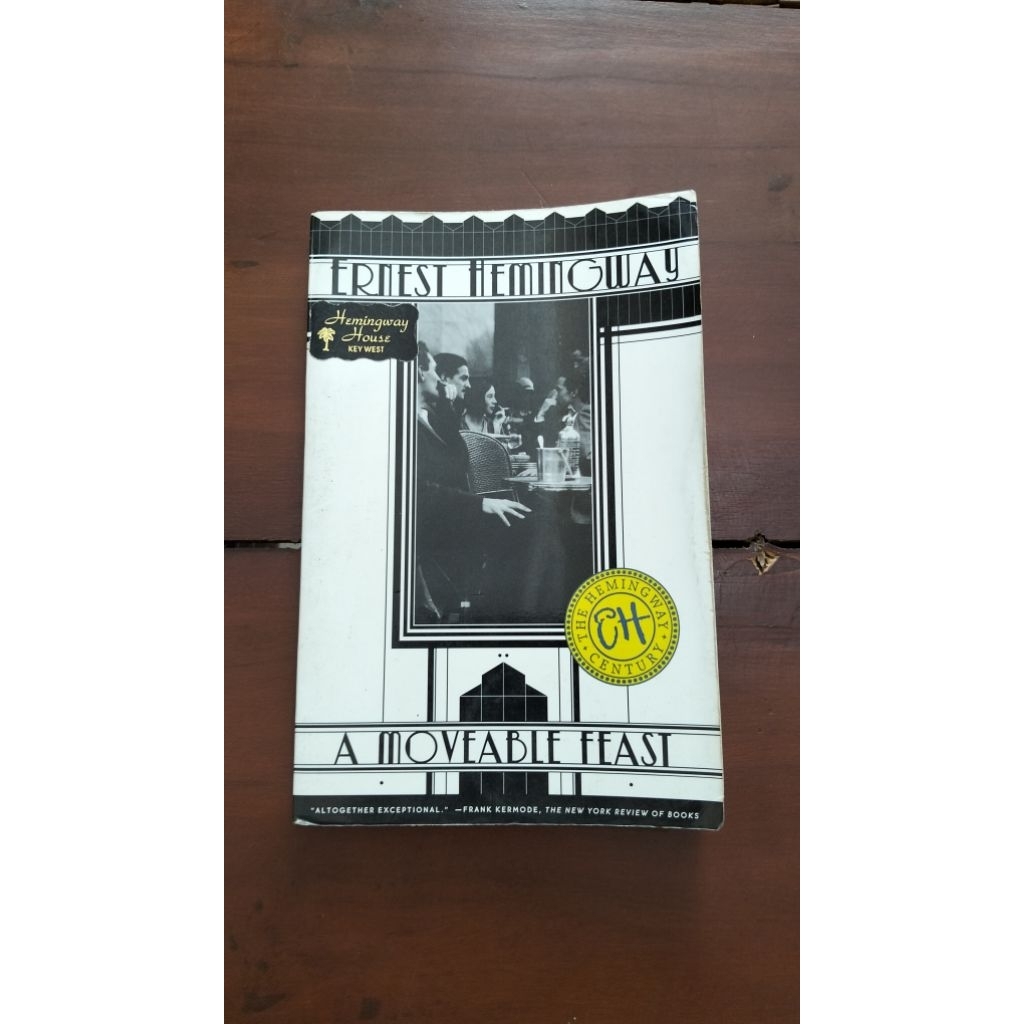 ERNEST HEMINGWAY
Hemingway
House
KEY WEST
THE HEMINGWAY
EH
CENTURY
A MOVEABLE FEAST
"ALTOGETHER EXCEPTIONAL." —FRANK KERMODE, THE NEW YORK REVIEW OF BOOKS